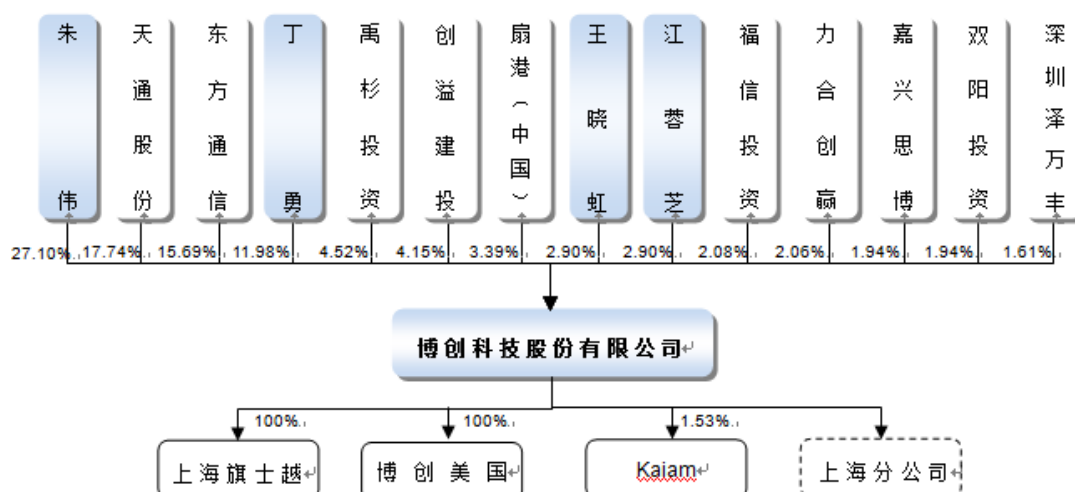 朱伟
天通股份
东方通信
丁勇
禹杉投资
创溢建投
扇港（中国）
王晓虹
江蓉芝
福信投资
力合创赢
嘉兴思博
双阳投资
深圳泽万丰
27.10% 17.74% 15.69% 11.98% 4.52% 4.15% 3.39% 2.90% 2.90% 2.08% 2.06% 1.94% 1.94% 1.61%
博创科技股份有限公司
100% 100% 1.53%
上海旗士越 博创美国 Kaiam 上海分公司